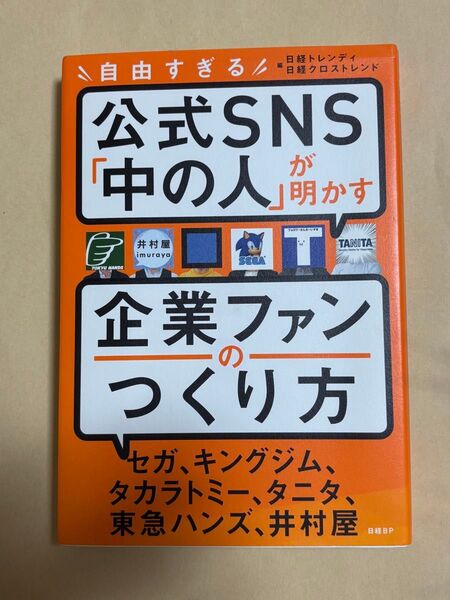 自由すぎる
編 日経トレンディ
日経クロストレンド
公式SNS
「中の人」が
明かす
TOKYU HANDS
井村屋
imuraya
SEGA
T
TANITA
企業ファン
の
つくり方
セガ、キングジム、
タカラトミー、タニタ、
東急ハンズ、井村屋
日経BP